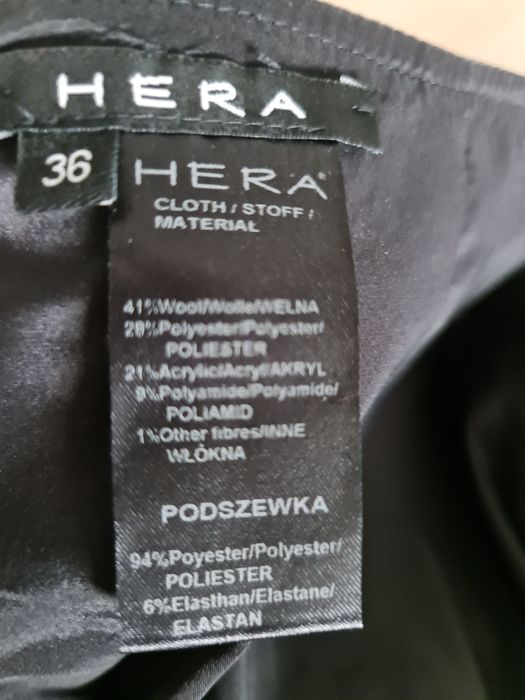 HERA
36
HERA®
CLOTH / STOFF /
MATERIAŁ
41%Wool/Wolle/WEŁNA
28%Polyester/Polyester/
POLIESTER
21%Acrylic/Acryl/AKRYL
9%Polyamide/Polyamide/
POLIAMID
1%Other fibres/INNE
WŁÓKNA
PODSZEWKA
94%Poyester/Polyester/
POLIESTER
6%Elasthan/Elastane/
ELASTAN